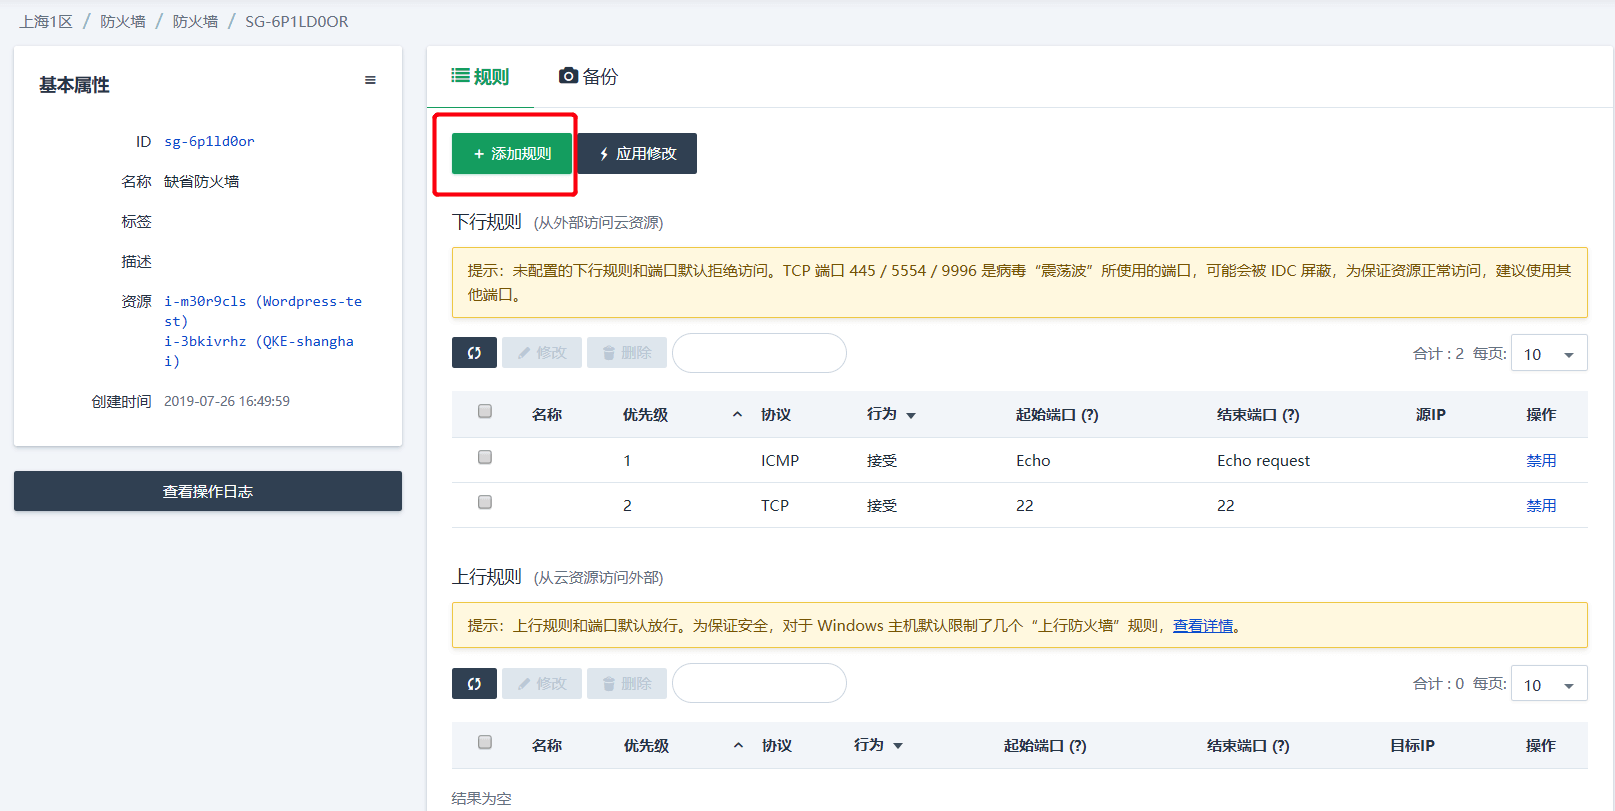 上海1区 / 防火墙 / 防火墙 / SG-6P1LD0OR
基本属性
ID sg-6p1ld0or
名称 缺省防火墙
标签
描述
资源 i-m30r9cls (Wordpress-te
st)
i-3bkivrhz (QKE-shangha
i)
创建时间 2019-07-26 16:49:59
查看操作日志
规则 备份
+ 添加规则 应用修改
下行规则 (从外部访问云资源)
提示：未配置的下行规则和端口默认拒绝访问。TCP 端口 445 / 5554 / 9996 是病毒“震荡波”所使用的端口，可能会被 IDC 屏蔽，为保证资源正常访问，建议使用其
他端口。
修改 删除 合计 : 2 每页: 10
名称 优先级 协议 行为 起始端口 (?) 结束端口 (?) 源IP 操作
1 ICMP 接受 Echo Echo request 禁用
2 TCP 接受 22 22 禁用
上行规则 (从云资源访问外部)
提示：上行规则和端口默认放行。为保证安全，对于 Windows 主机默认限制了几个“上行防火墙”规则，查看详情。
修改 删除 合计 : 0 每页: 10
名称 优先级 协议 行为 起始端口 (?) 结束端口 (?) 目标IP 操作
结果为空